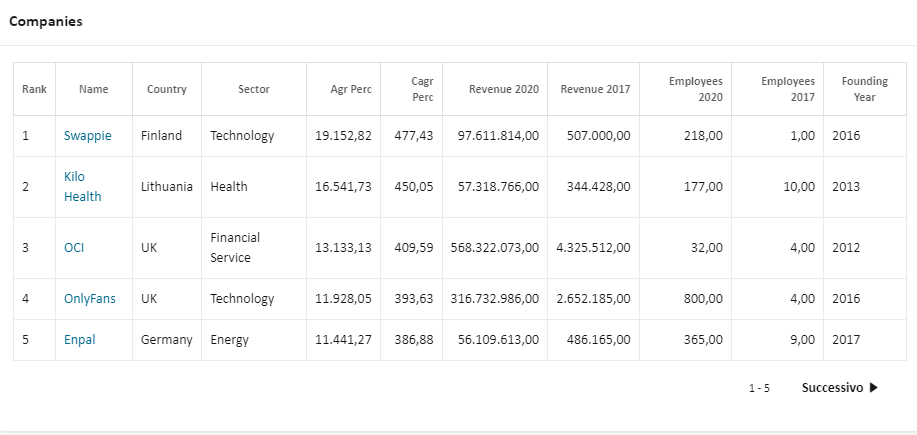 Companies
Rank Name Country Sector Agr Perc Cagr Perc Revenue 2020 Revenue 2017 Employees 2020 Employees 2017 Founding Year
1 Swappie Finland Technology 19.152,82 477,43 97.611.814,00 507.000,00 218,00 1,00 2016
2 Kilo Health Lithuania Health 16.541,73 450,05 57.318.766,00 344.428,00 177,00 10,00 2013
3 OCI UK Financial Service 13.133,13 409,59 568.322.073,00 4.325.512,00 32,00 4,00 2012
4 OnlyFans UK Technology 11.928,05 393,63 316.732.986,00 2.652.185,00 800,00 4,00 2016
5 Enpal Germany Energy 11.441,27 386,88 56.109.613,00 486.165,00 365,00 9,00 2017
1 - 5 Successivo